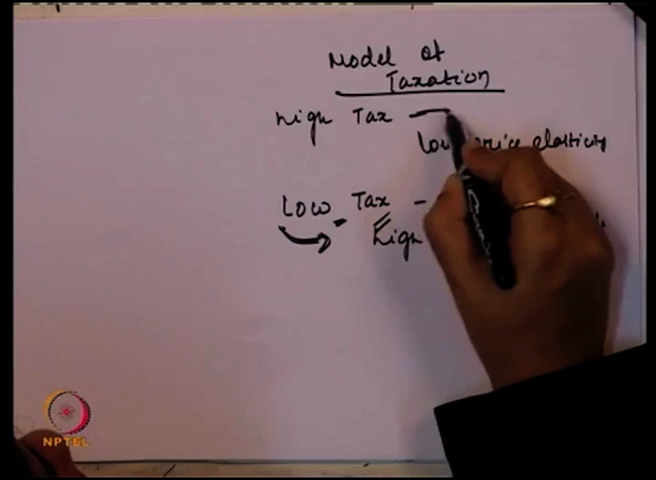 Model of
Taxation
High Tax —
low price elasticity
Low Tax -
High
NPTEL